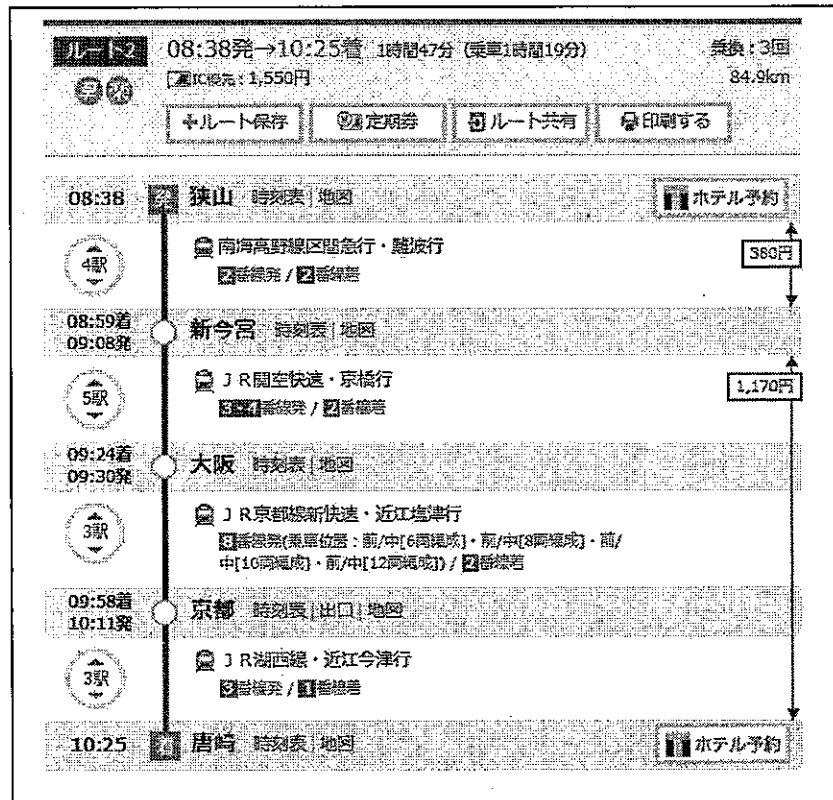 ルート2 08:38発→10:25着 1時間47分 (乗車1時間19分) 乗換:3回
早 楽 IC優先:1,550円 84.9km
+ルート保存 定期券 ルート共有 印刷する
08:38 発 狭山 時刻表 | 地図 ホテル予約
4駅 南海高野線区間急行・難波行 380円
2番線発 / 2番線着
08:59着
09:08発 新今宮 時刻表 | 地図
5駅 JR関空快速・京橋行 1,170円
3・4番線発 / 2番線着
09:24着
09:30発 大阪 時刻表 | 地図
3駅 JR京都線新快速・近江塩津行
8番線発(乗車位置:前/中[6両編成]・前/中[8両編成]・前/
中[10両編成]・前/中[12両編成]) / 2番線着
09:58着
10:11発 京都 時刻表 | 出口 | 地図
3駅 JR湖西線・近江今津行
3番線発 / 1番線着
10:25 着 唐崎 時刻表 | 地図 ホテル予約